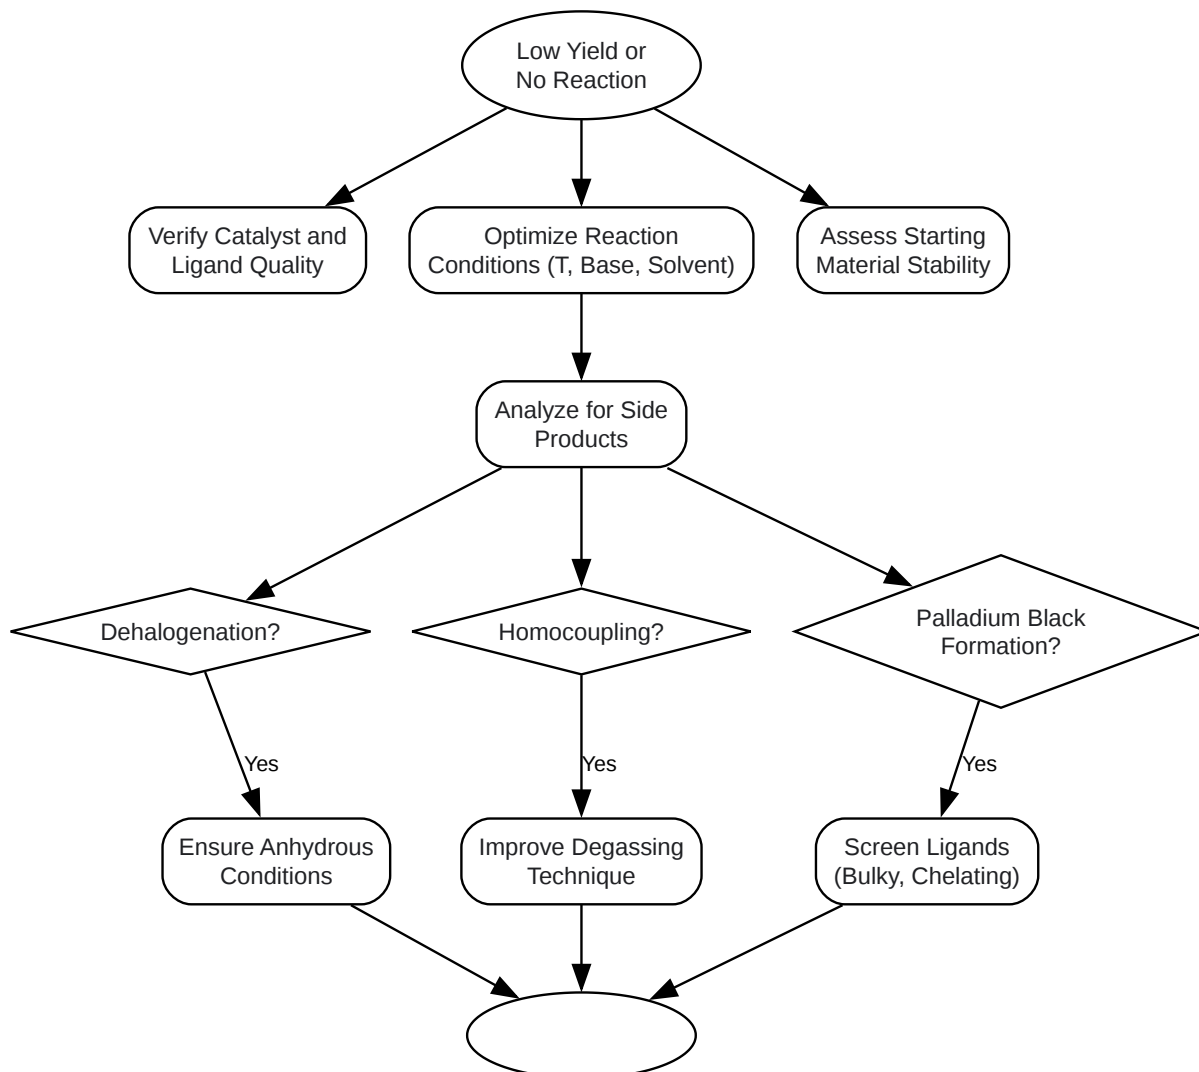 Low Yield or
No Reaction
Verify Catalyst and
Ligand Quality
Optimize Reaction
Conditions (T, Base, Solvent)
Assess Starting
Material Stability
Analyze for Side
Products
Dehalogenation?
Homocoupling?
Palladium Black
Formation?
Yes
Yes
Yes
Ensure Anhydrous
Conditions
Improve Degassing
Technique
Screen Ligands
(Bulky, Chelating)